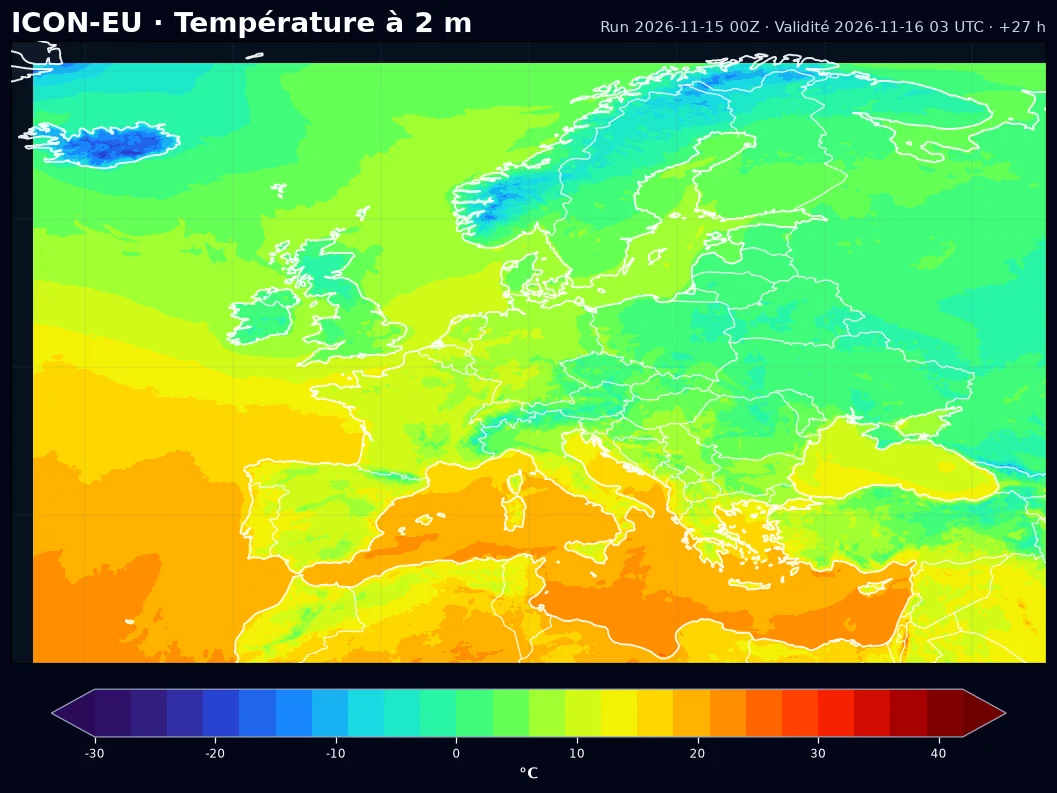 ICON-EU · Température à 2 m
Run 2026-11-15 00Z · Validité 2026-11-16 03 UTC · +27 h
-30 -20 -10 0 10 20 30 40
°C